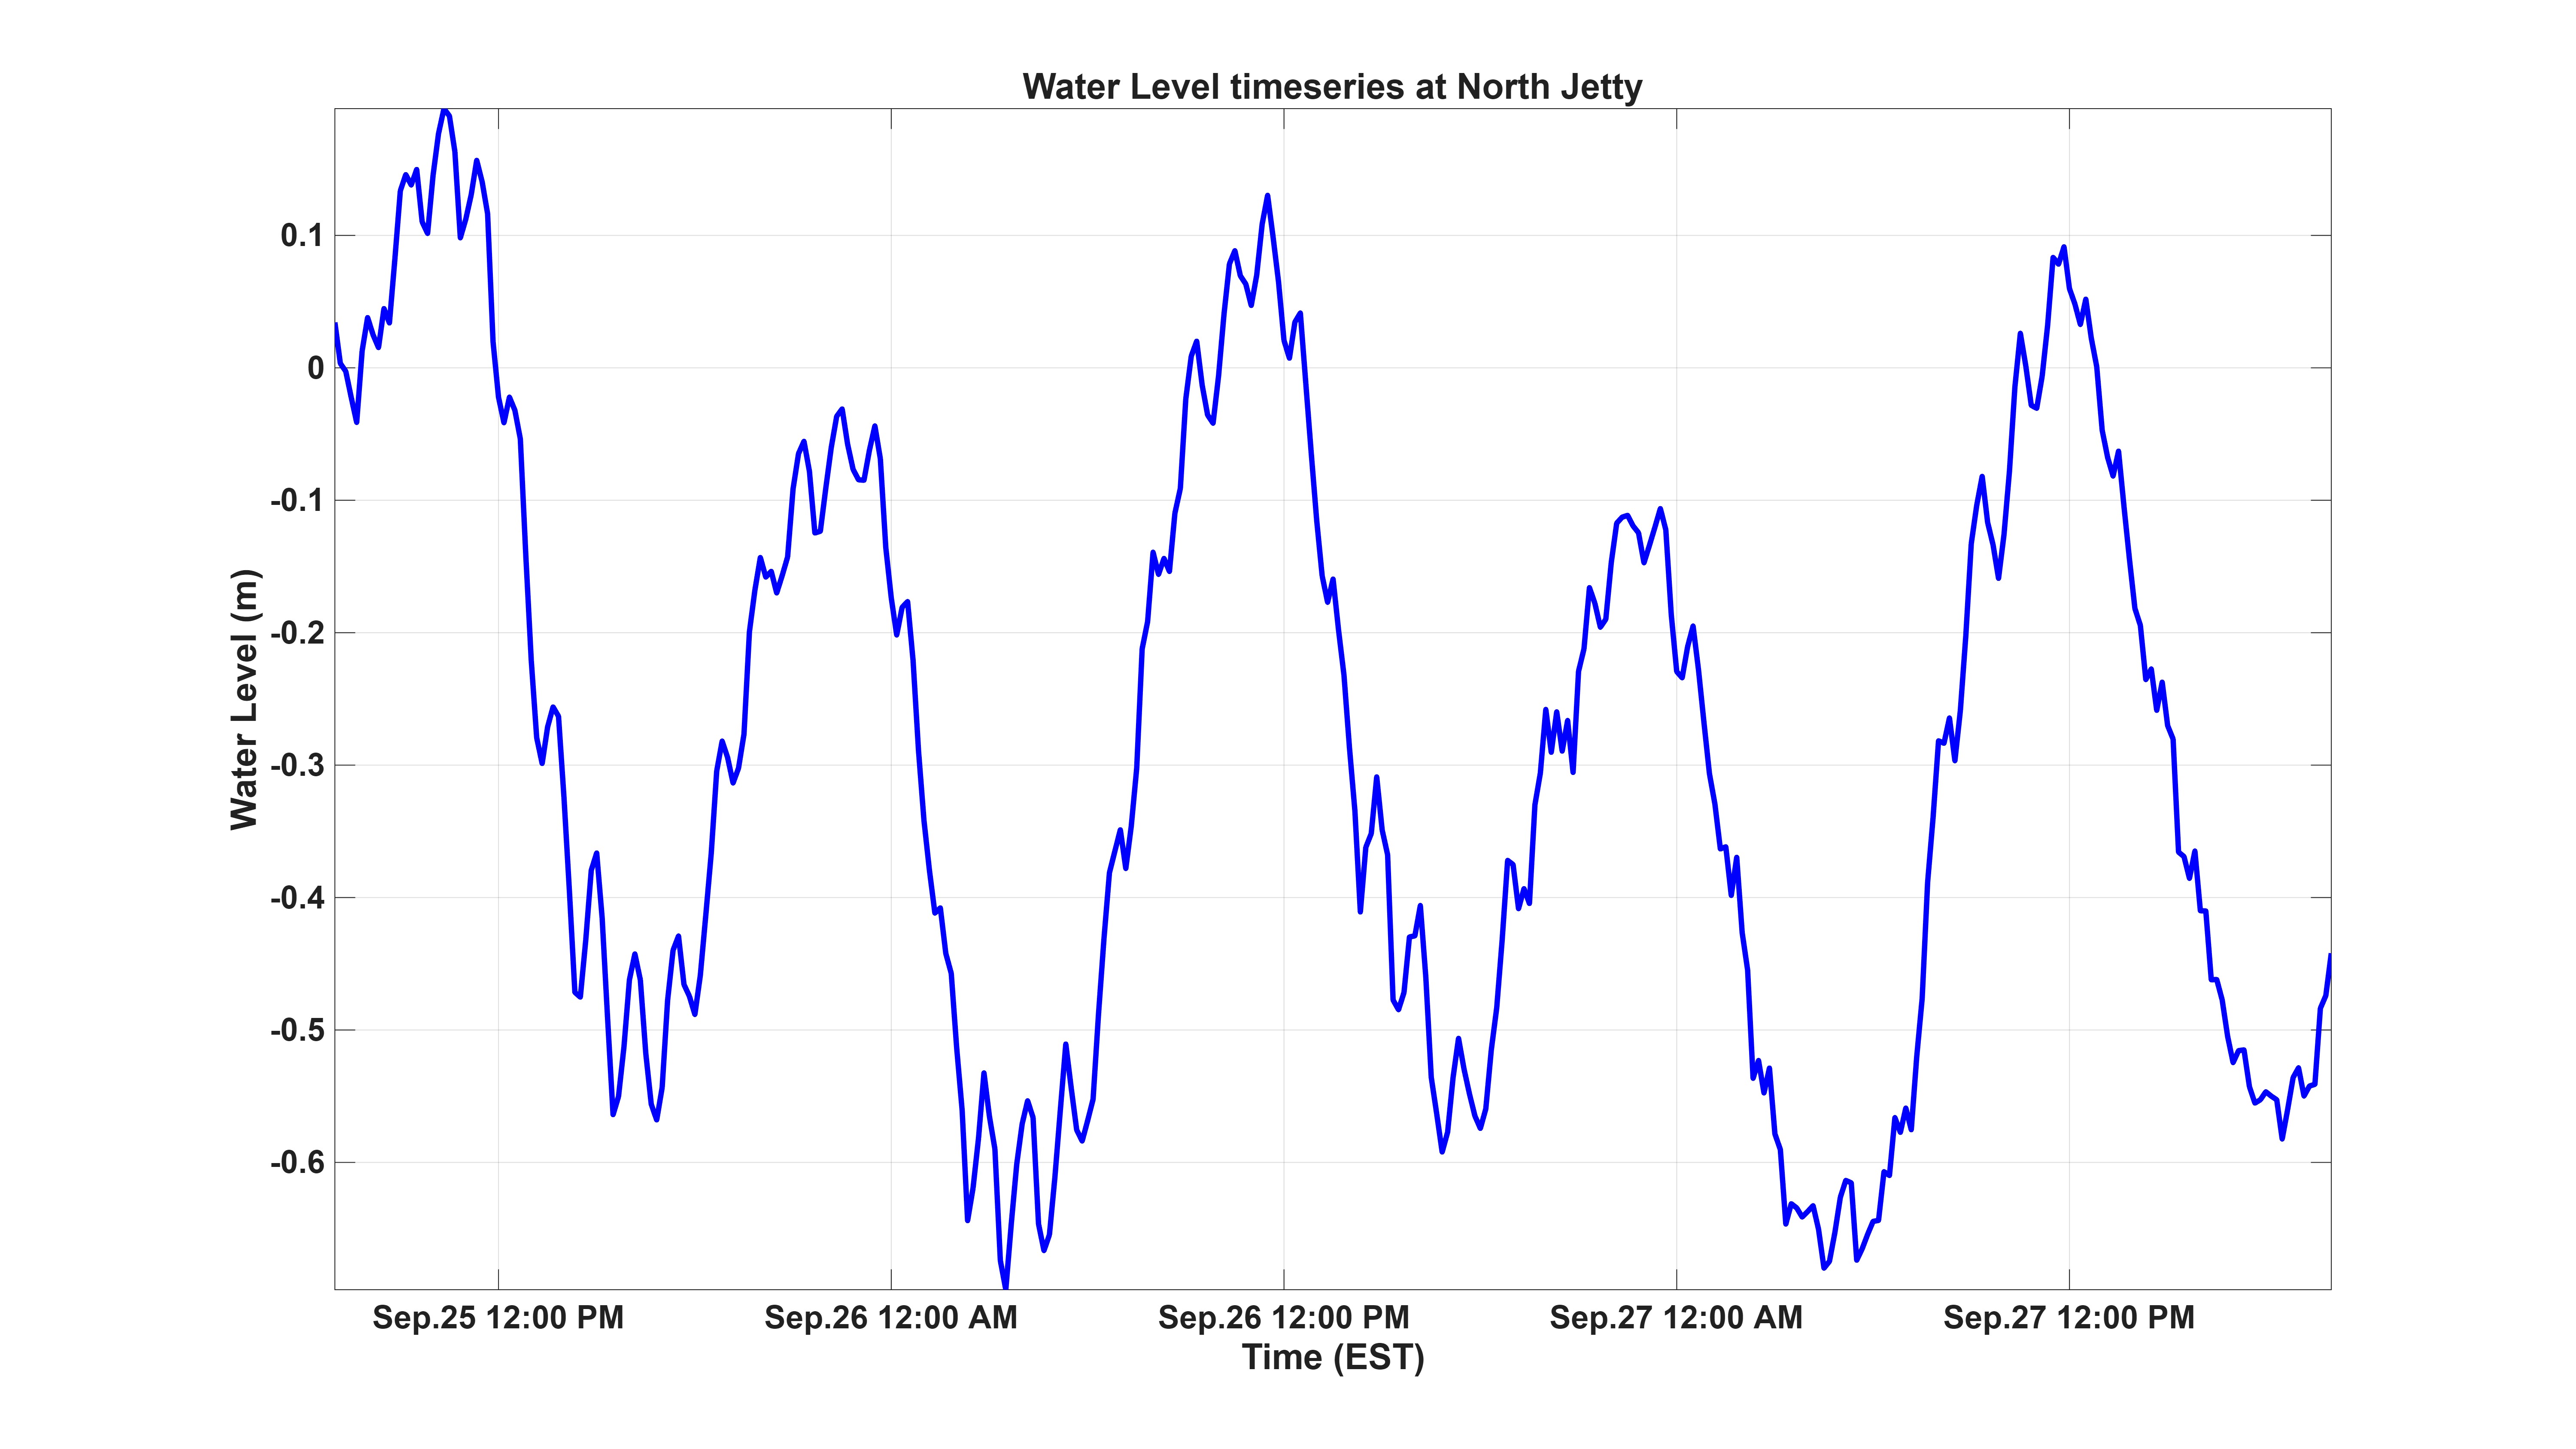 Water Level timeseries at North Jetty
Water Level (m)
0.1
0
-0.1
-0.2
-0.3
-0.4
-0.5
-0.6
Sep.25 12:00 PM
Sep.26 12:00 AM
Sep.26 12:00 PM
Sep.27 12:00 AM
Sep.27 12:00 PM
Time (EST)